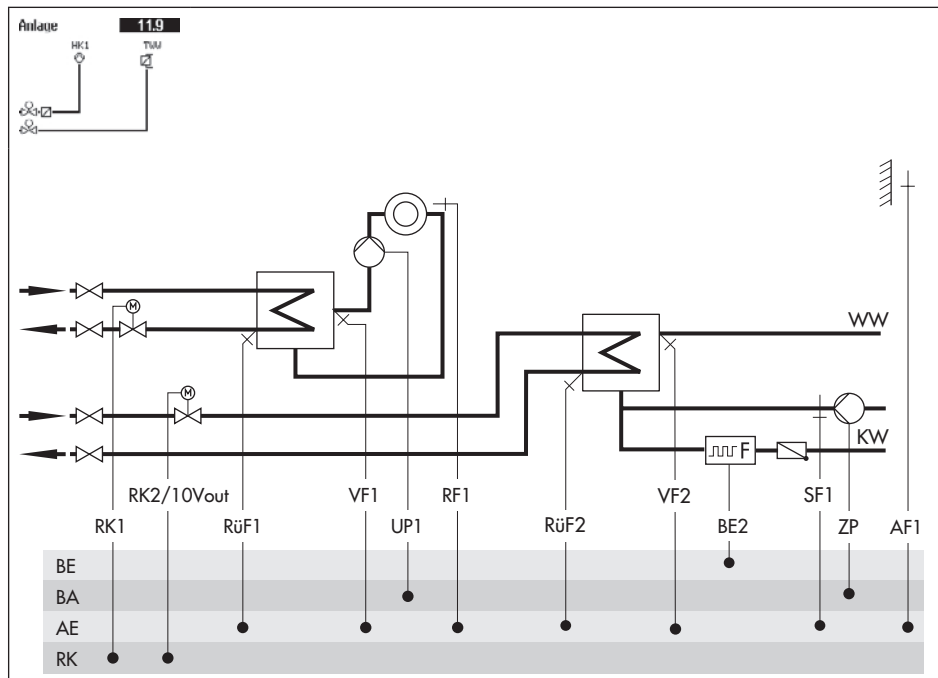 Anlage 11.9
HK1 TWW
M
WW
M
KW
F
RK2/10Vout VF1 RF1 VF2 SF1
RK1 RüF1 UP1 RüF2 BE2 ZP AF1
BE
BA
AE
RK